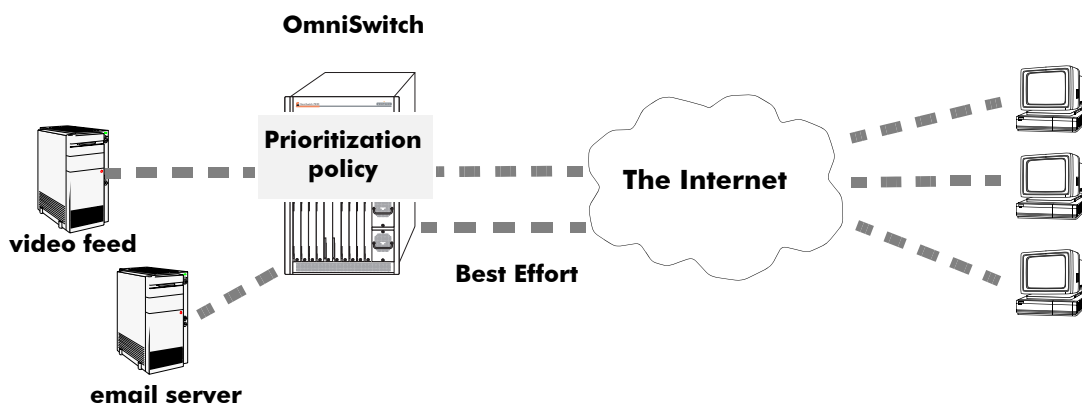 OmniSwitch
Prioritization
policy
The Internet
video feed
Best Effort
email server